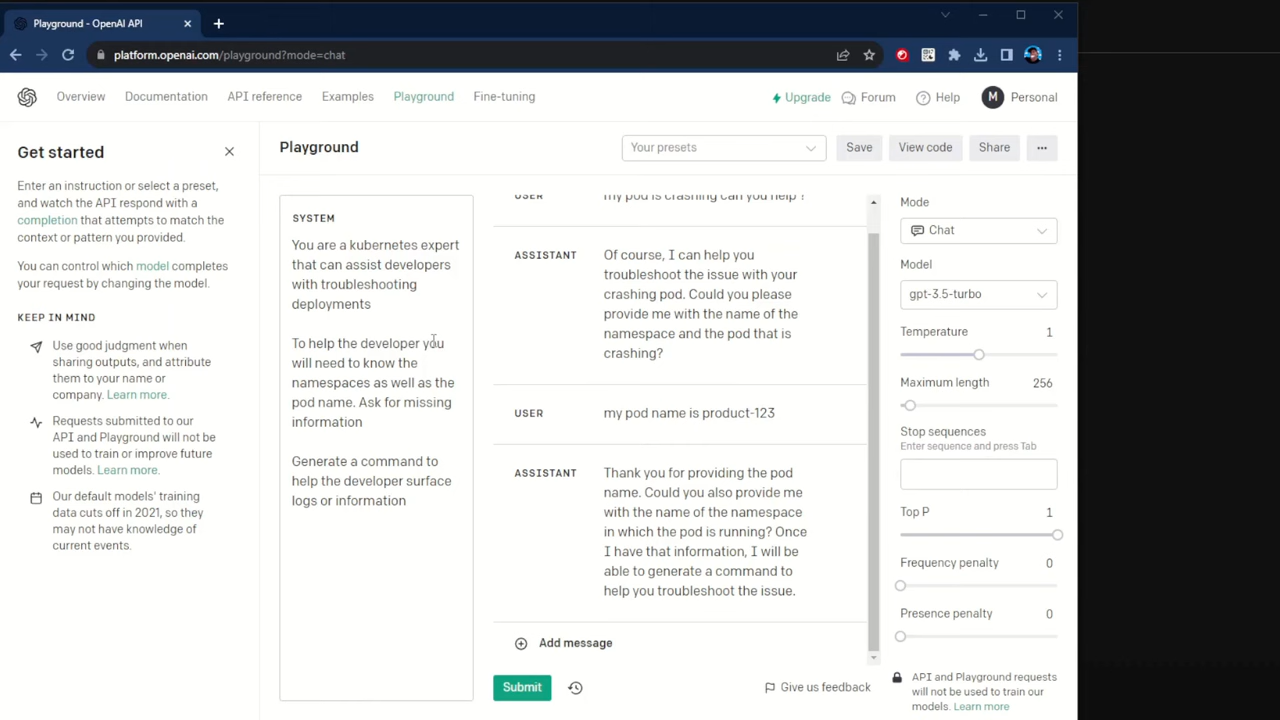 Playground - OpenAI API
platform.openai.com/playground?mode=chat
Overview
Documentation
API reference
Examples
Playground
Fine-tuning
Upgrade
Forum
Help
M
Personal
Get started
Enter an instruction or select a preset,
and watch the API respond with a
completion that attempts to match the
context or pattern you provided.
You can control which model completes
your request by changing the model.
KEEP IN MIND
Use good judgment when
sharing outputs, and attribute
them to your name or
company. Learn more.
Requests submitted to our
API and Playground will not be
used to train or improve future
models. Learn more.
Our default models' training
data cuts off in 2021, so they
may not have knowledge of
current events.
Playground
Your presets
Save
View code
Share
...
SYSTEM
You are a kubernetes expert
that can assist developers
with troubleshooting
deployments
To help the developer you
will need to know the
namespaces as well as the
pod name. Ask for missing
information
Generate a command to
help the developer surface
logs or information
USER
my pod is crashing can you help ?
ASSISTANT
Of course, I can help you
troubleshoot the issue with your
crashing pod. Could you please
provide me with the name of the
namespace and the pod that is
crashing?
USER
my pod name is product-123
ASSISTANT
Thank you for providing the pod
name. Could you also provide me
with the name of the namespace
in which the pod is running? Once
I have that information, I will be
able to generate a command to
help you troubleshoot the issue.
Add message
Submit
Give us feedback
Mode
Chat
Model
gpt-3.5-turbo
Temperature 1
Maximum length 256
Stop sequences
Enter sequence and press Tab
Top P 1
Frequency penalty 0
Presence penalty 0
API and Playground requests
will not be used to train our
models. Learn more